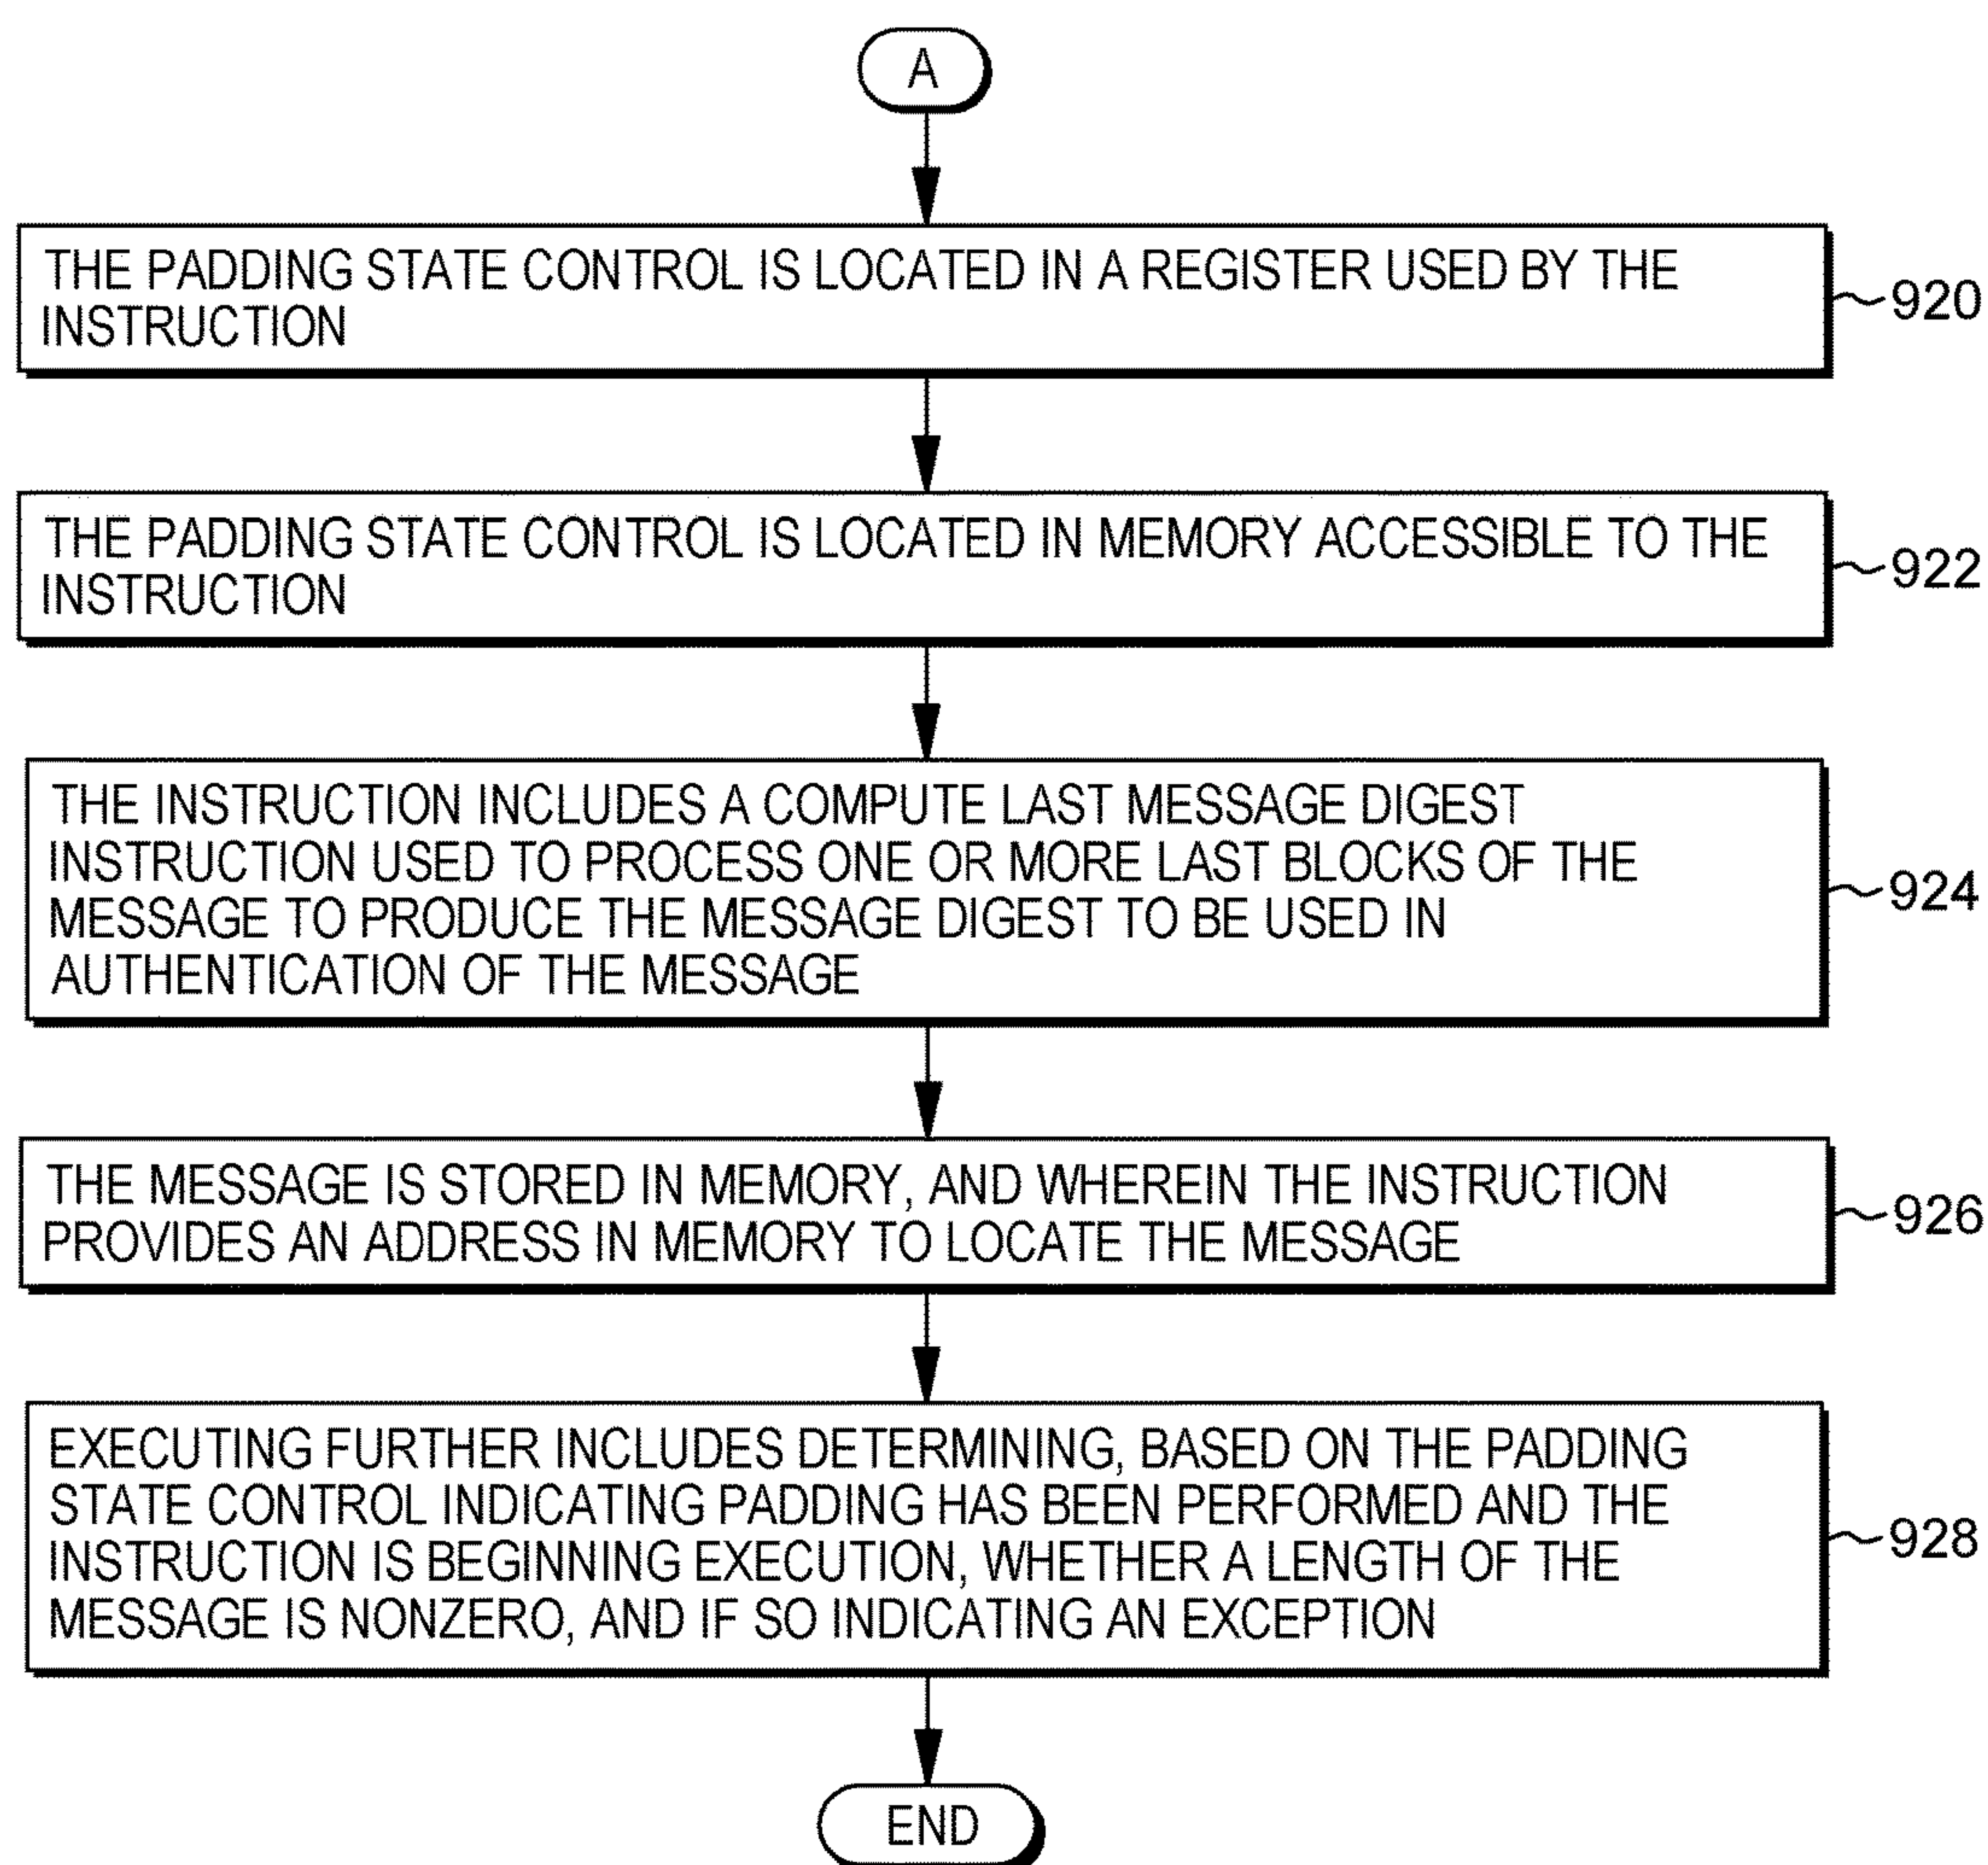 A
THE PADDING STATE CONTROL IS LOCATED IN A REGISTER USED BY THE
INSTRUCTION
920
THE PADDING STATE CONTROL IS LOCATED IN MEMORY ACCESSIBLE TO THE
INSTRUCTION
922
THE INSTRUCTION INCLUDES A COMPUTE LAST MESSAGE DIGEST
INSTRUCTION USED TO PROCESS ONE OR MORE LAST BLOCKS OF THE
MESSAGE TO PRODUCE THE MESSAGE DIGEST TO BE USED IN
AUTHENTICATION OF THE MESSAGE
924
THE MESSAGE IS STORED IN MEMORY, AND WHEREIN THE INSTRUCTION
PROVIDES AN ADDRESS IN MEMORY TO LOCATE THE MESSAGE
926
EXECUTING FURTHER INCLUDES DETERMINING, BASED ON THE PADDING
STATE CONTROL INDICATING PADDING HAS BEEN PERFORMED AND THE
INSTRUCTION IS BEGINNING EXECUTION, WHETHER A LENGTH OF THE
MESSAGE IS NONZERO, AND IF SO INDICATING AN EXCEPTION
928
END